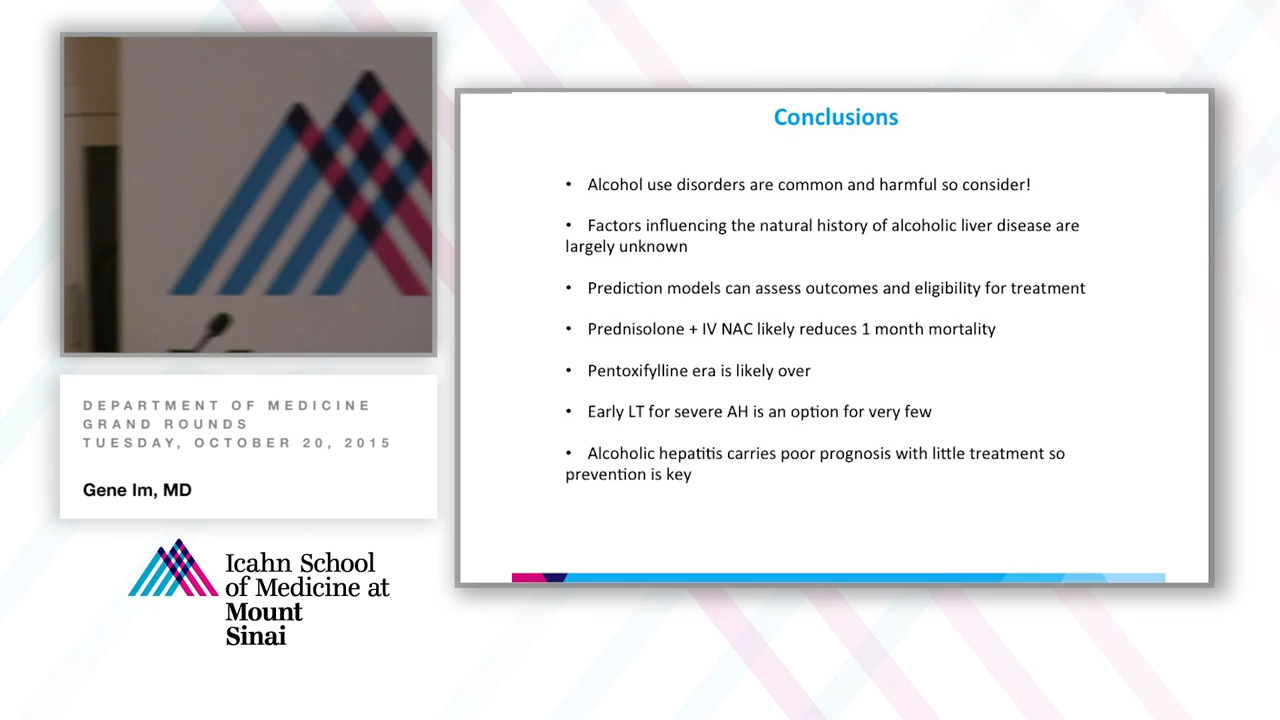 Conclusions
• Alcohol use disorders are common and harmful so consider!
• Factors influencing the natural history of alcoholic liver disease are
largely unknown
• Prediction models can assess outcomes and eligibility for treatment
• Prednisolone + IV NAC likely reduces 1 month mortality
• Pentoxifylline era is likely over
• Early LT for severe AH is an option for very few
• Alcoholic hepatitis carries poor prognosis with little treatment so
prevention is key
DEPARTMENT OF MEDICINE
GRAND ROUNDS
TUESDAY, OCTOBER 20, 2015
Gene Im, MD
Icahn School
of Medicine at
Mount
Sinai